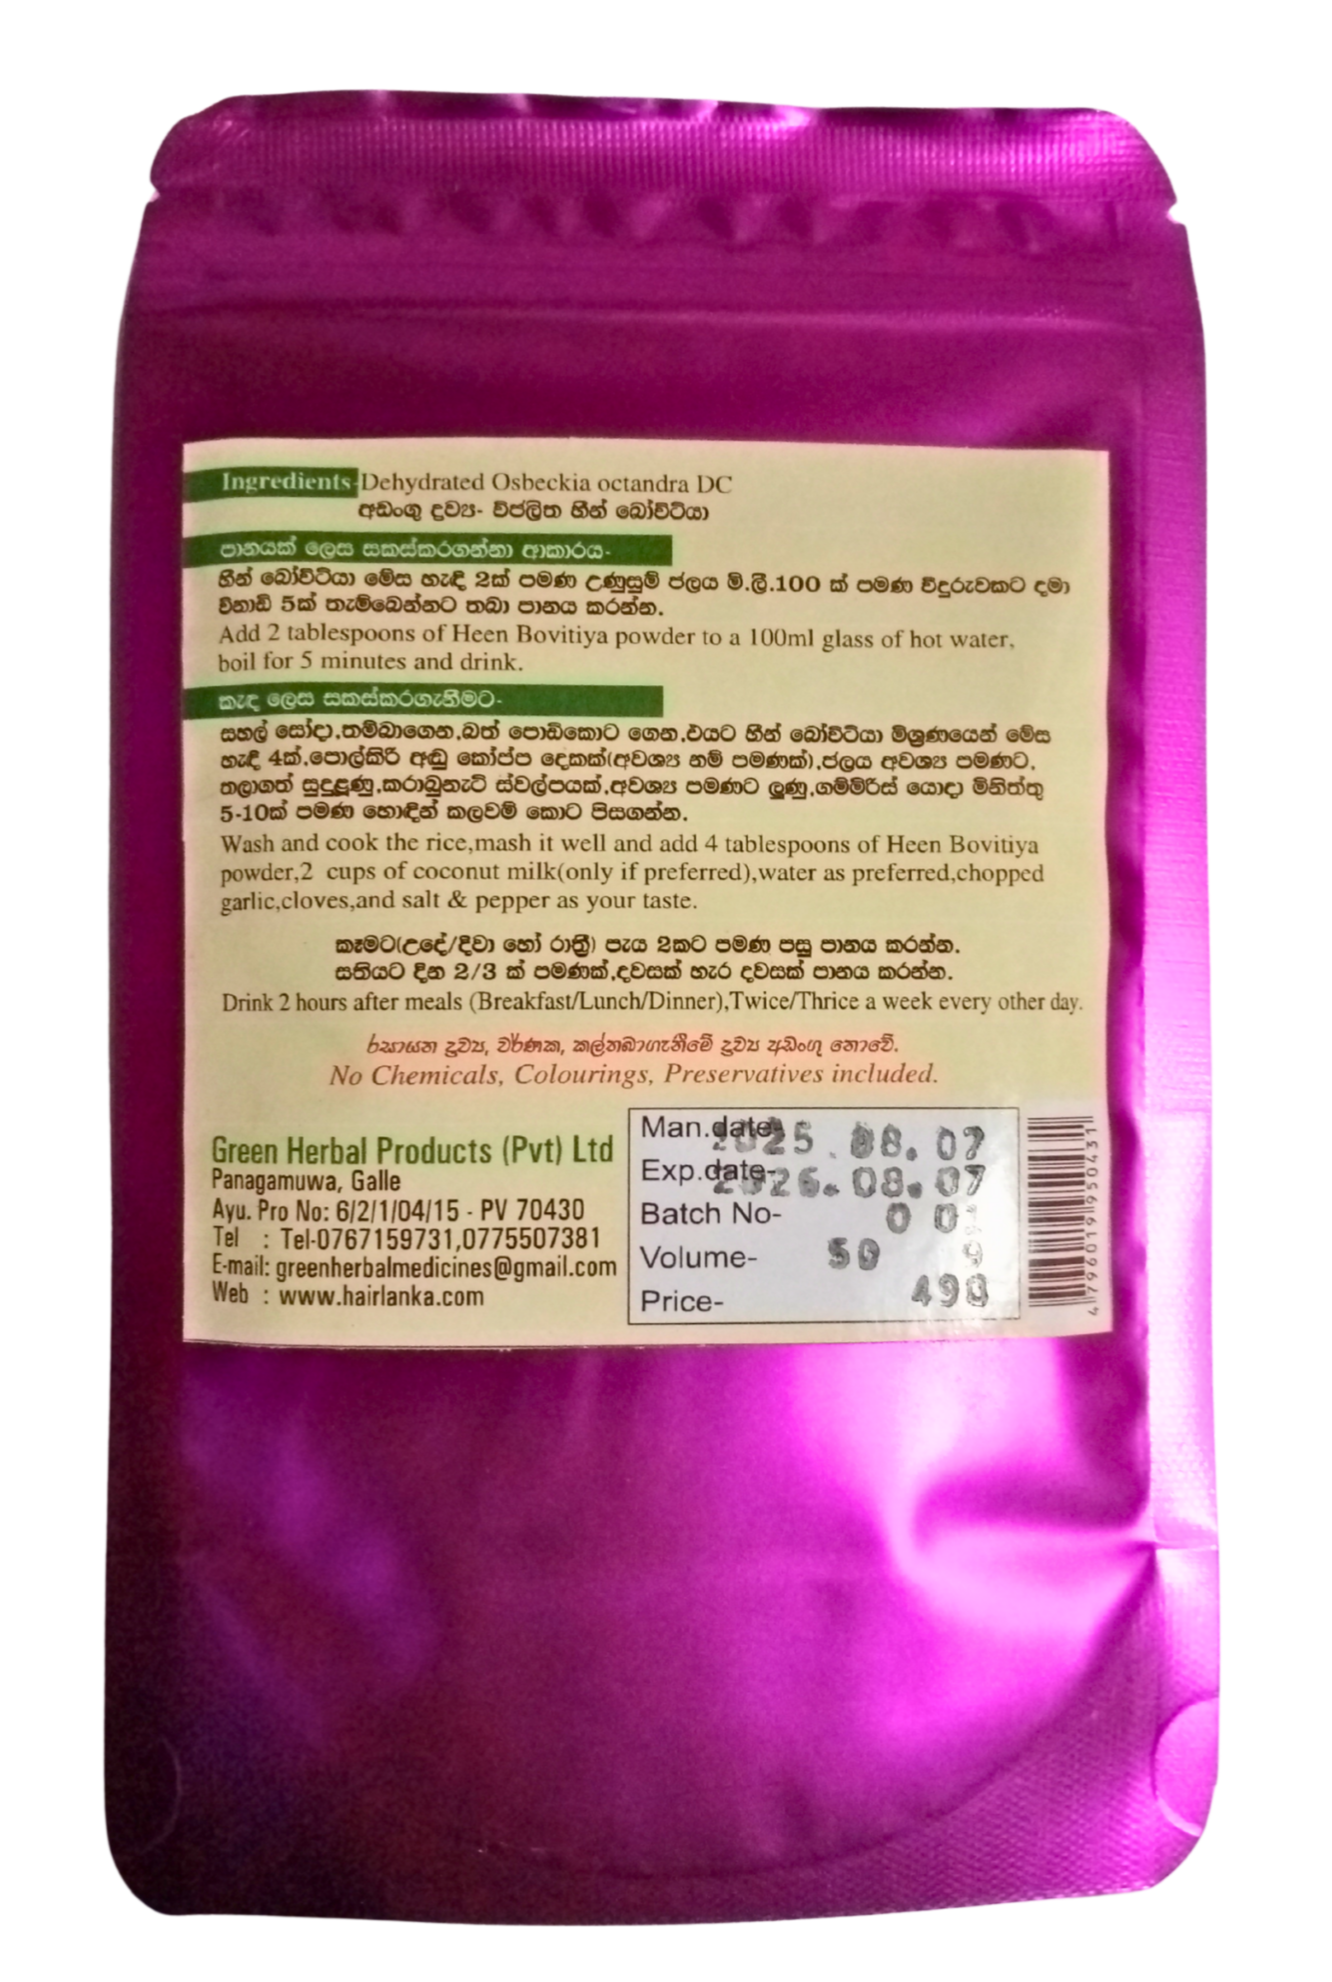 Ingredients-Dehydrated Osbeckia octandra DC
අඩංගු ද්‍රව්‍ය- විජලිත හීන් බෝවිටියා
පානයක් ලෙස සකස්කරගන්නා ආකාරය-
හීන් බෝවිටියා මේස හැඳි 2ක් පමණ උණුසුම් ජලය මි.ලී.100 ක් පමණ වීදුරුවකට දමා
විනාඩි 5ක් තැම්බෙන්නට තබා පානය කරන්න.
Add 2 tablespoons of Heen Bovitiya powder to a 100ml glass of hot water,
boil for 5 minutes and drink.
කැඳ ලෙස සකස්කරගැනීමට-
සහල් සෝදා,තම්බාගෙන,බත් පොඩිකොට ගෙන,එයට හීන් බෝවිටියා මිශ්‍රණයෙන් මේස
හැඳි 4ක්,පොල්කිරි අඬු කෝප්ප දෙකක්(අවශ්‍ය නම් පමණක්),ජලය අවශ්‍ය පමණට,
තලාගත් සුදුළූණු,කරාබුනැටි ස්වල්පයක්,අවශ්‍ය පමණට ලුණු,ගම්මිරිස් යොදා මිනිත්තු
5-10ක් පමණ හොඳින් කලවම් කොට පිසගන්න.
Wash and cook the rice,mash it well and add 4 tablespoons of Heen Bovitiya
powder,2 cups of coconut milk(only if preferred),water as preferred,chopped
garlic,cloves,and salt & pepper as your taste.
කෑමට(උදේ/දිවා හෝ රාත්‍රී) පැය 2කට පමණ පසු පානය කරන්න.
සතියට දින 2/3 ක් පමණක්,දවසක් හැර දවසක් පානය කරන්න.
Drink 2 hours after meals (Breakfast/Lunch/Dinner),Twice/Thrice a week every other day.
රසායන ද්‍රව්‍ය, වර්ණක, කල්තබාගැනීමේ ද්‍රව්‍ය අඩංගු නොවේ.
No Chemicals, Colourings, Preservatives included.
Green Herbal Products (Pvt) Ltd
Panagamuwa, Galle
Ayu. Pro No: 6/2/1/04/15 - PV 70430
Tel : Tel-0767159731,0775507381
E-mail: greenherbalmedicines@gmail.com
Web : www.hairlanka.com
Man.date- 2025.08.07
Exp.date- 2026.08.07
Batch No- 0 01
Volume- 50 g
Price- 490
4796019950431